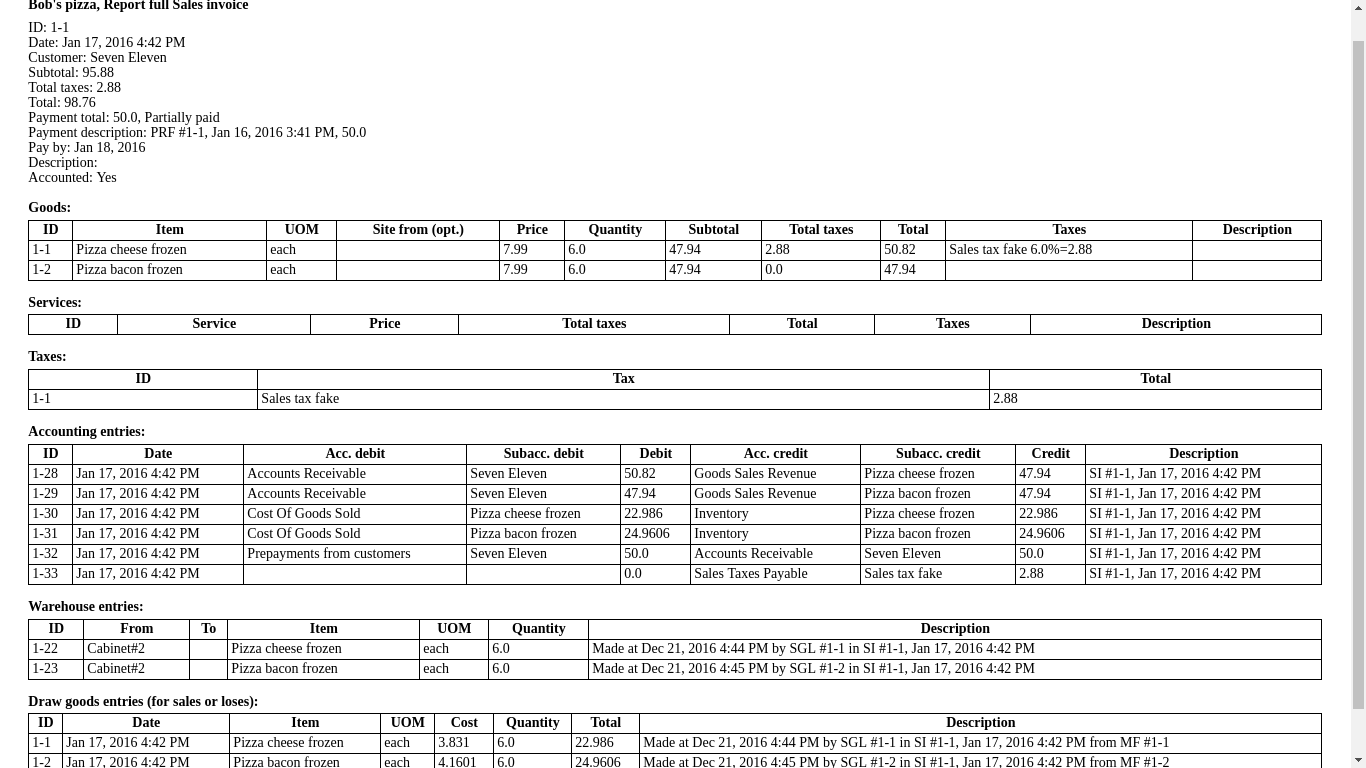 Bob's pizza, Report full Sales invoice
ID: 1-1
Date: Jan 17, 2016 4:42 PM
Customer: Seven Eleven
Subtotal: 95.88
Total taxes: 2.88
Total: 98.76
Payment total: 50.0, Partially paid
Payment description: PRF #1-1, Jan 16, 2016 3:41 PM, 50.0
Pay by: Jan 18, 2016
Description:
Accounted: Yes
Goods:
ID Item UOM Site from (opt.) Price Quantity Subtotal Total taxes Total Taxes Description
1-1 Pizza cheese frozen each 7.99 6.0 47.94 2.88 50.82 Sales tax fake 6.0%=2.88
1-2 Pizza bacon frozen each 7.99 6.0 47.94 0.0 47.94
Services:
ID Service Price Total taxes Total Taxes Description
Taxes:
ID Tax Total
1-1 Sales tax fake 2.88
Accounting entries:
ID Date Acc. debit Subacc. debit Debit Acc. credit Subacc. credit Credit Description
1-28 Jan 17, 2016 4:42 PM Accounts Receivable Seven Eleven 50.82 Goods Sales Revenue Pizza cheese frozen 47.94 SI #1-1, Jan 17, 2016 4:42 PM
1-29 Jan 17, 2016 4:42 PM Accounts Receivable Seven Eleven 47.94 Goods Sales Revenue Pizza bacon frozen 47.94 SI #1-1, Jan 17, 2016 4:42 PM
1-30 Jan 17, 2016 4:42 PM Cost Of Goods Sold Pizza cheese frozen 22.986 Inventory Pizza cheese frozen 22.986 SI #1-1, Jan 17, 2016 4:42 PM
1-31 Jan 17, 2016 4:42 PM Cost Of Goods Sold Pizza bacon frozen 24.9606 Inventory Pizza bacon frozen 24.9606 SI #1-1, Jan 17, 2016 4:42 PM
1-32 Jan 17, 2016 4:42 PM Prepayments from customers Seven Eleven 50.0 Accounts Receivable Seven Eleven 50.0 SI #1-1, Jan 17, 2016 4:42 PM
1-33 Jan 17, 2016 4:42 PM 0.0 Sales Taxes Payable Sales tax fake 2.88 SI #1-1, Jan 17, 2016 4:42 PM
Warehouse entries:
ID From To Item UOM Quantity Description
1-22 Cabinet#2 Pizza cheese frozen each 6.0 Made at Dec 21, 2016 4:44 PM by SGL #1-1 in SI #1-1, Jan 17, 2016 4:42 PM
1-23 Cabinet#2 Pizza bacon frozen each 6.0 Made at Dec 21, 2016 4:45 PM by SGL #1-2 in SI #1-1, Jan 17, 2016 4:42 PM
Draw goods entries (for sales or loses):
ID Date Item UOM Cost Quantity Total Description
1-1 Jan 17, 2016 4:42 PM Pizza cheese frozen each 3.831 6.0 22.986 Made at Dec 21, 2016 4:44 PM by SGL #1-1 in SI #1-1, Jan 17, 2016 4:42 PM from MF #1-1
1-2 Jan 17, 2016 4:42 PM Pizza bacon frozen each 4.1601 6.0 24.9606 Made at Dec 21, 2016 4:45 PM by SGL #1-2 in SI #1-1, Jan 17, 2016 4:42 PM from MF #1-2